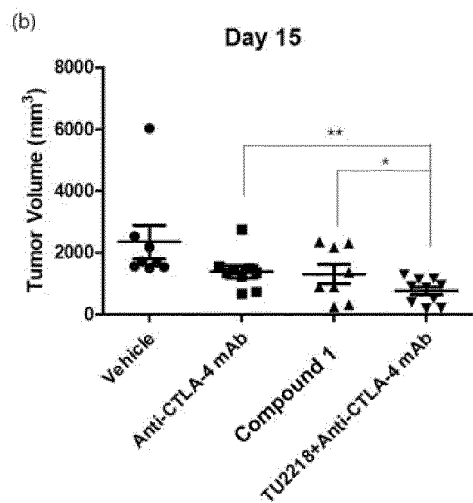 (b)
Day 15
Tumor Volume (mm³)
8000
6000
4000
2000
0
**
*
Vehicle
Anti-CTLA-4 mAb
Compound 1
TU2218+Anti-CTLA-4 mAb